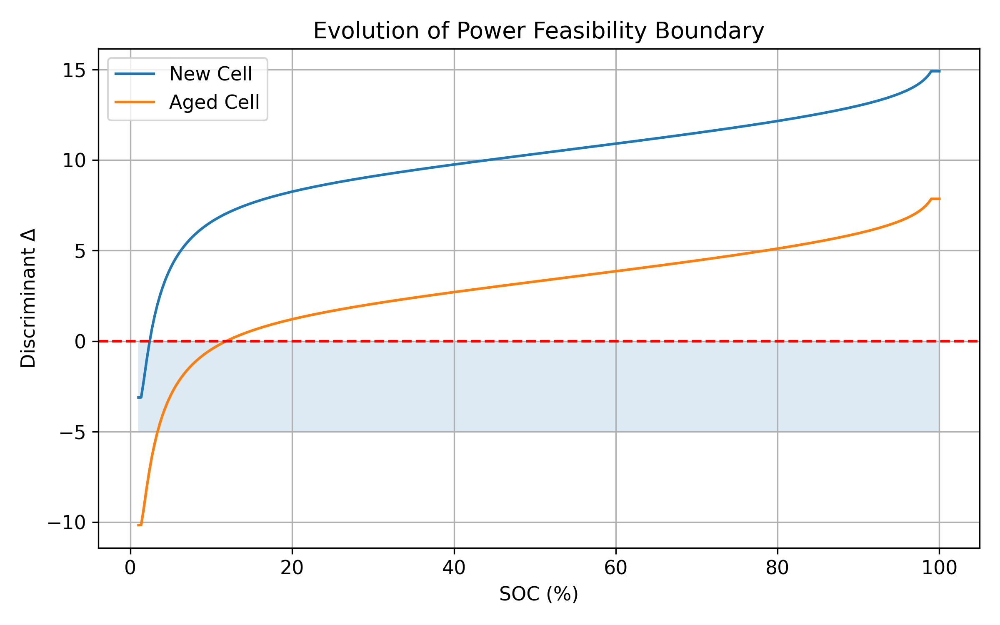 Evolution of Power Feasibility Boundary
New Cell
Aged Cell
Discriminant Δ
15
10
5
0
−5
−10
0 20 40 60 80 100
SOC (%)